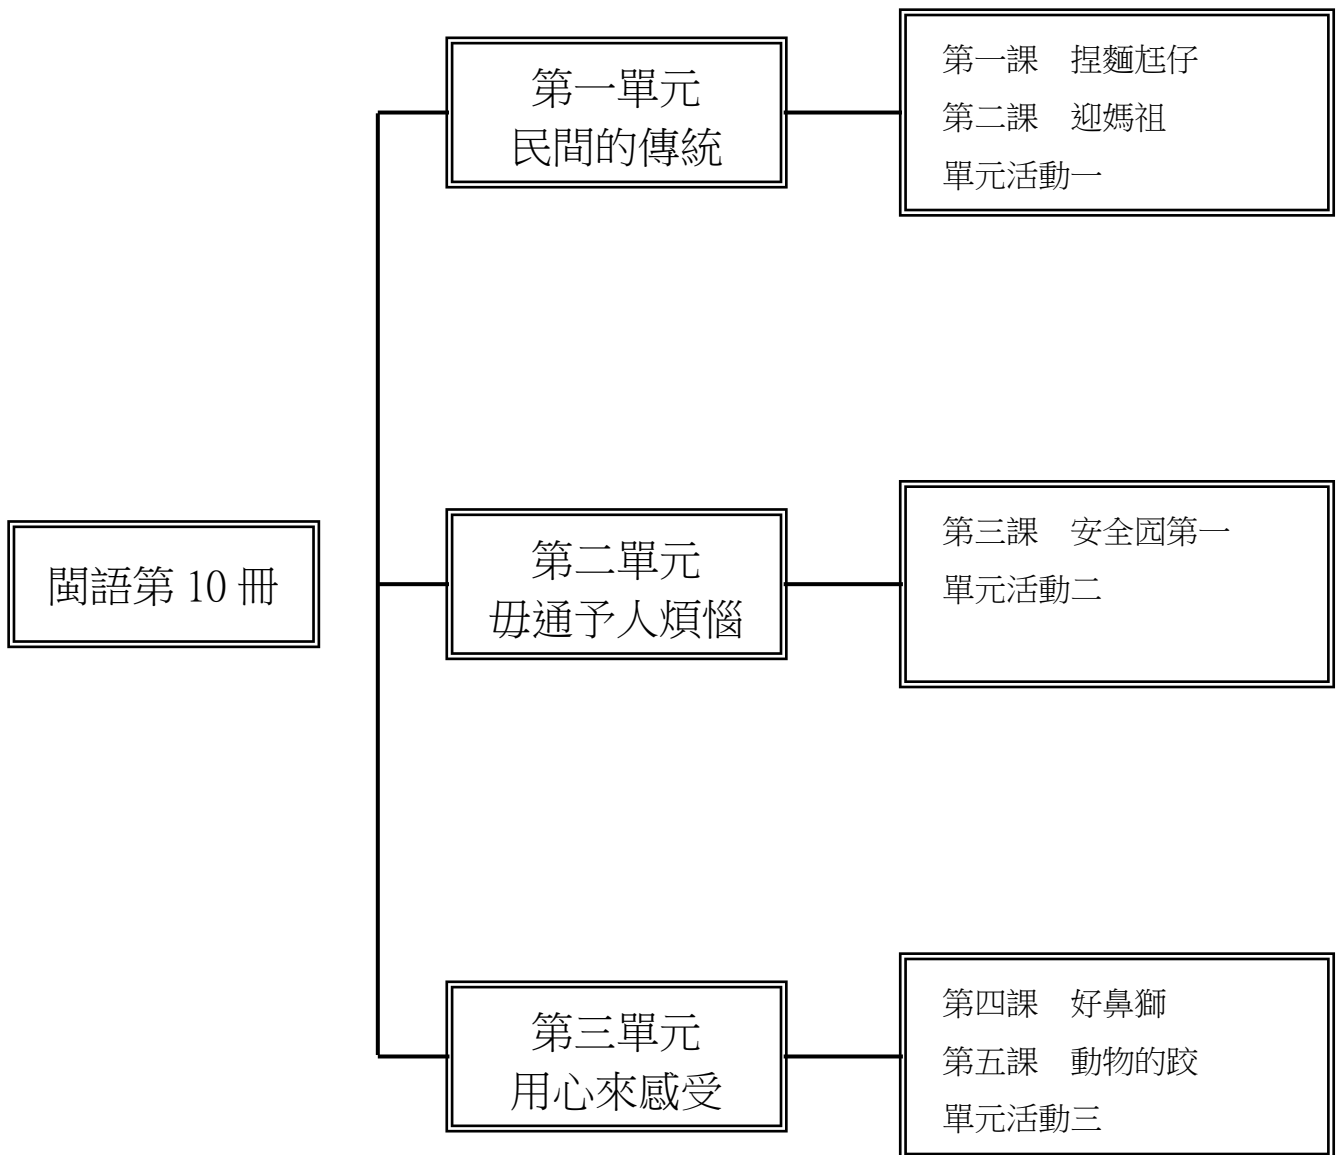 閩語第 10 冊
第一單元
民間的傳統
第一課　捏麵尪仔
第二課　迎媽祖
單元活動一
第二單元
毋通予人煩惱
第三課　安全囥第一
單元活動二
第三單元
用心來感受
第四課　好鼻獅
第五課　動物的跤
單元活動三